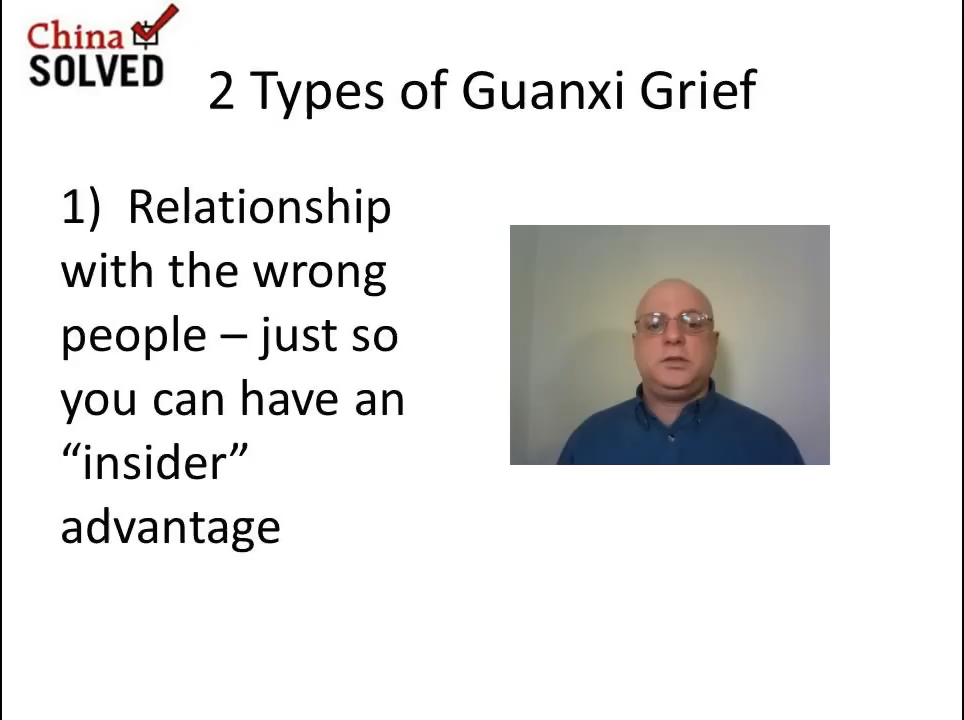 China
SOLVED
2 Types of Guanxi Grief
1) Relationship
with the wrong
people – just so
you can have an
“insider”
advantage